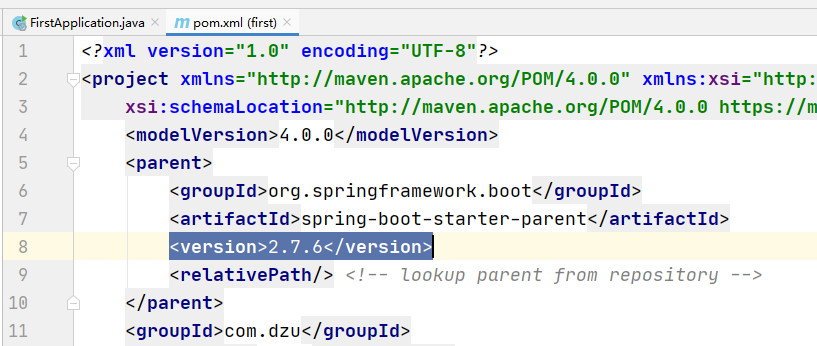 FirstApplication.java × m pom.xml (first) ×
1 <?xml version="1.0" encoding="UTF-8"?>
2 <project xmlns="http://maven.apache.org/POM/4.0.0" xmlns:xsi="http:
3 xsi:schemaLocation="http://maven.apache.org/POM/4.0.0 https://m
4 <modelVersion>4.0.0</modelVersion>
5 <parent>
6 <groupId>org.springframework.boot</groupId>
7 <artifactId>spring-boot-starter-parent</artifactId>
8 <version>2.7.6</version>
9 <relativePath/> <!-- lookup parent from repository -->
10 </parent>
11 <groupId>com.dzu</groupId>